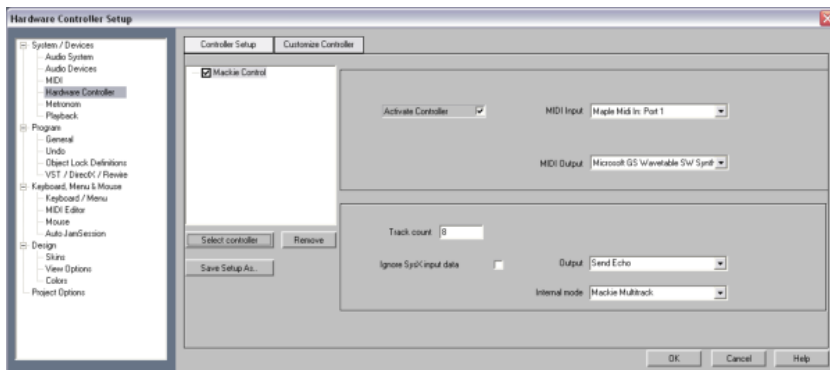 Hardware Controller Setup
System / Devices
Audio System
Audio Devices
MIDI
Hardware Controller
Metronom
Playback
Program
General
Undo
Object Lock Definitions
VST / DirectX / Rewire
Keyboard, Menu & Mouse
Keyboard / Menu
MIDI Editor
Mouse
Auto JamSession
Design
Skins
View Options
Colors
Project Options
Controller Setup
Customize Controller
Mackie Control
Select controller
Remove
Save Setup As..
Activate Controller
MIDI Input Maple Midi In: Port 1
MIDI Output Microsoft GS Wavetable SW Synth
Track count 8
Ignore SysX input data
Output Send Echo
Internal mode Mackie Multitrack
OK
Cancel
Help